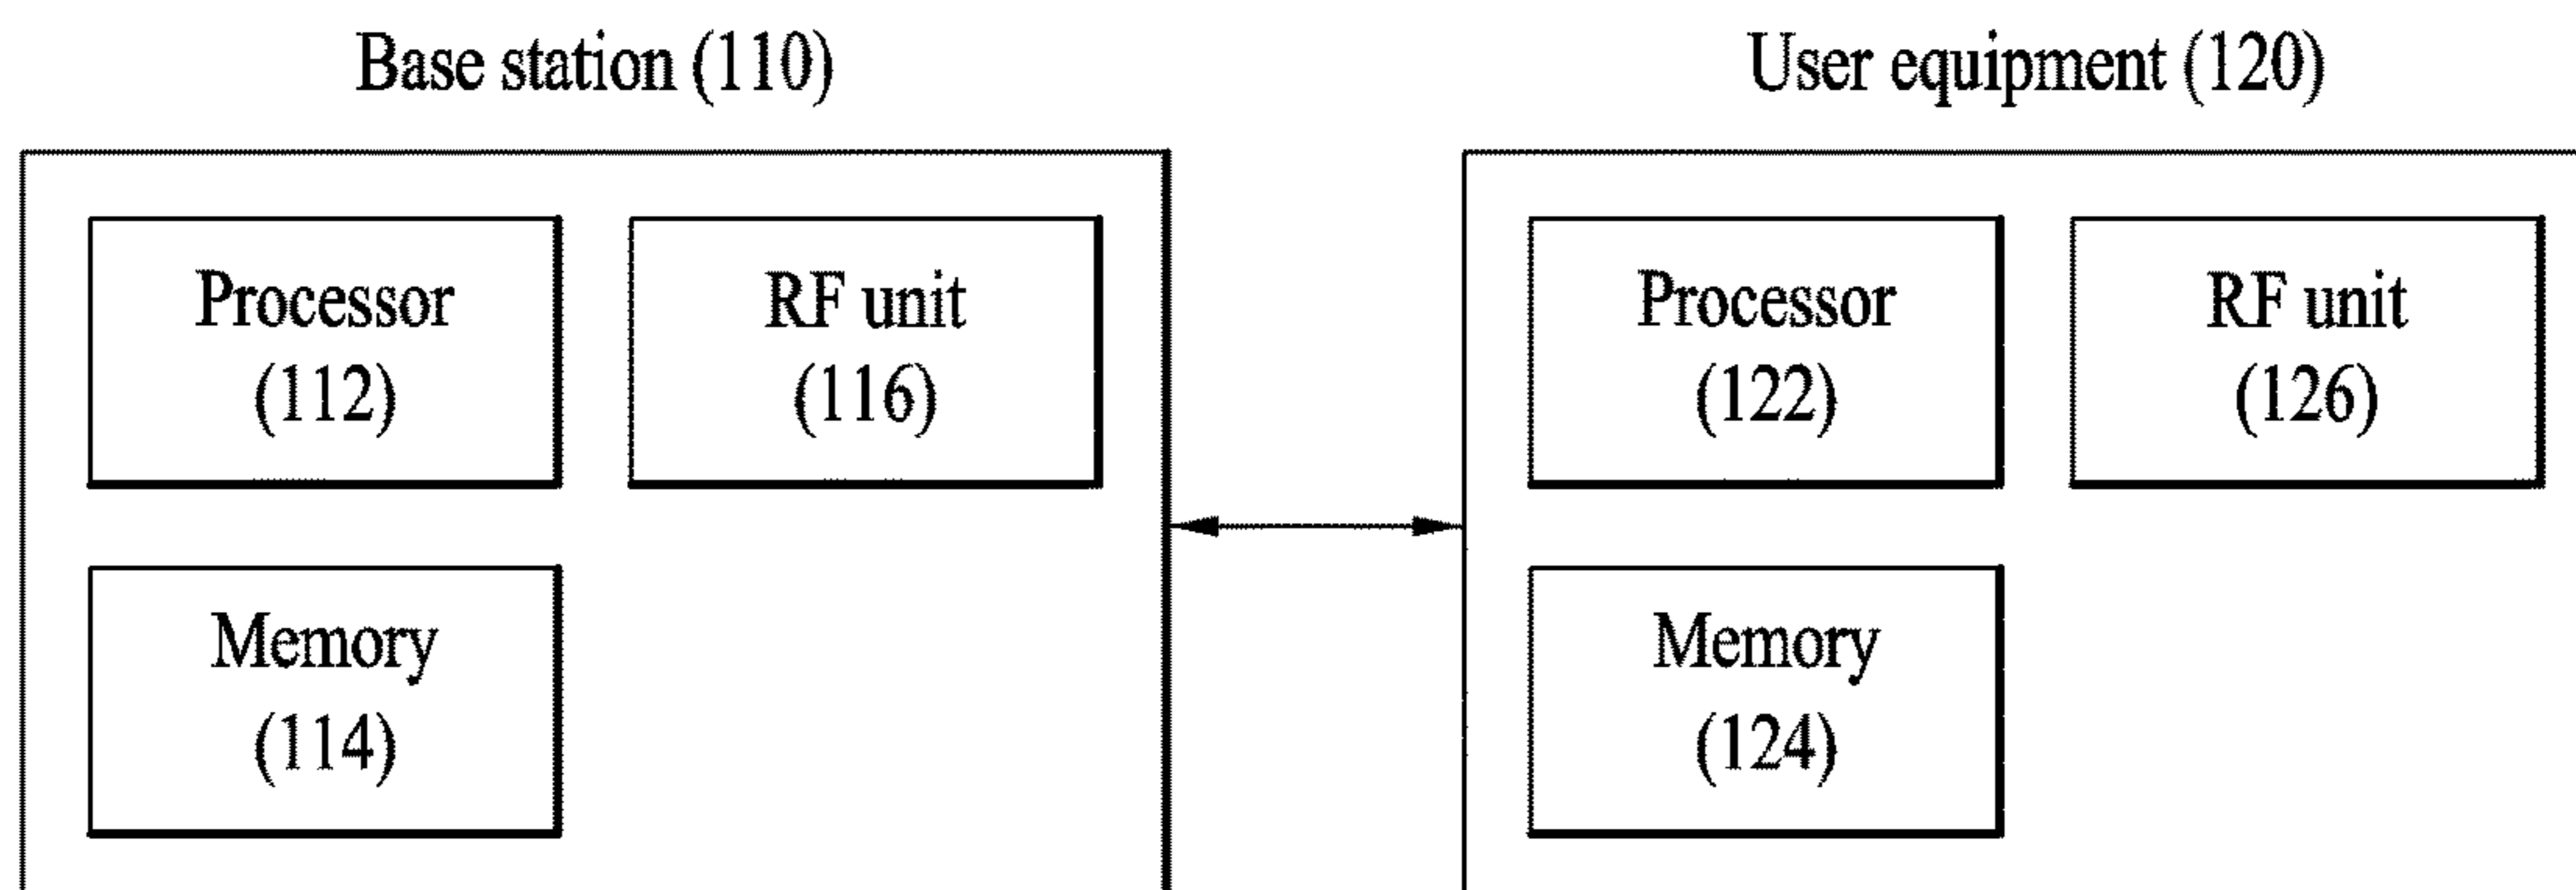 Base station (110)
User equipment (120)
Processor
(112)
RF unit
(116)
Memory
(114)
Processor
(122)
RF unit
(126)
Memory
(124)